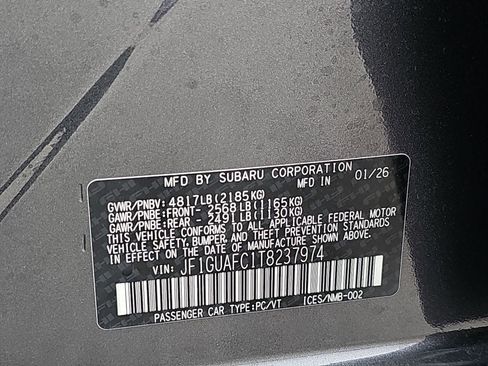 MFD BY SUBARU CORPORATION
MFD IN JAPAN 01/26
GVWR/PNBV: 4817LB(2185KG)
GAWR/PNBE:FRONT - 2568LB(1165KG)
GAWR/PNBE:REAR - 2491LB(1130KG)
THIS VEHICLE CONFORMS TO ALL APPLICABLE FEDERAL MOTOR
VEHICLE SAFETY, BUMPER, AND THEFT PREVENTION STANDARDS
IN EFFECT ON THE DATE OF MANUFACTURE SHOWN ABOVE.
VIN: JF1GUAFC1T8237974
PASSENGER CAR TYPE:PC/VT ICES/NMB-002